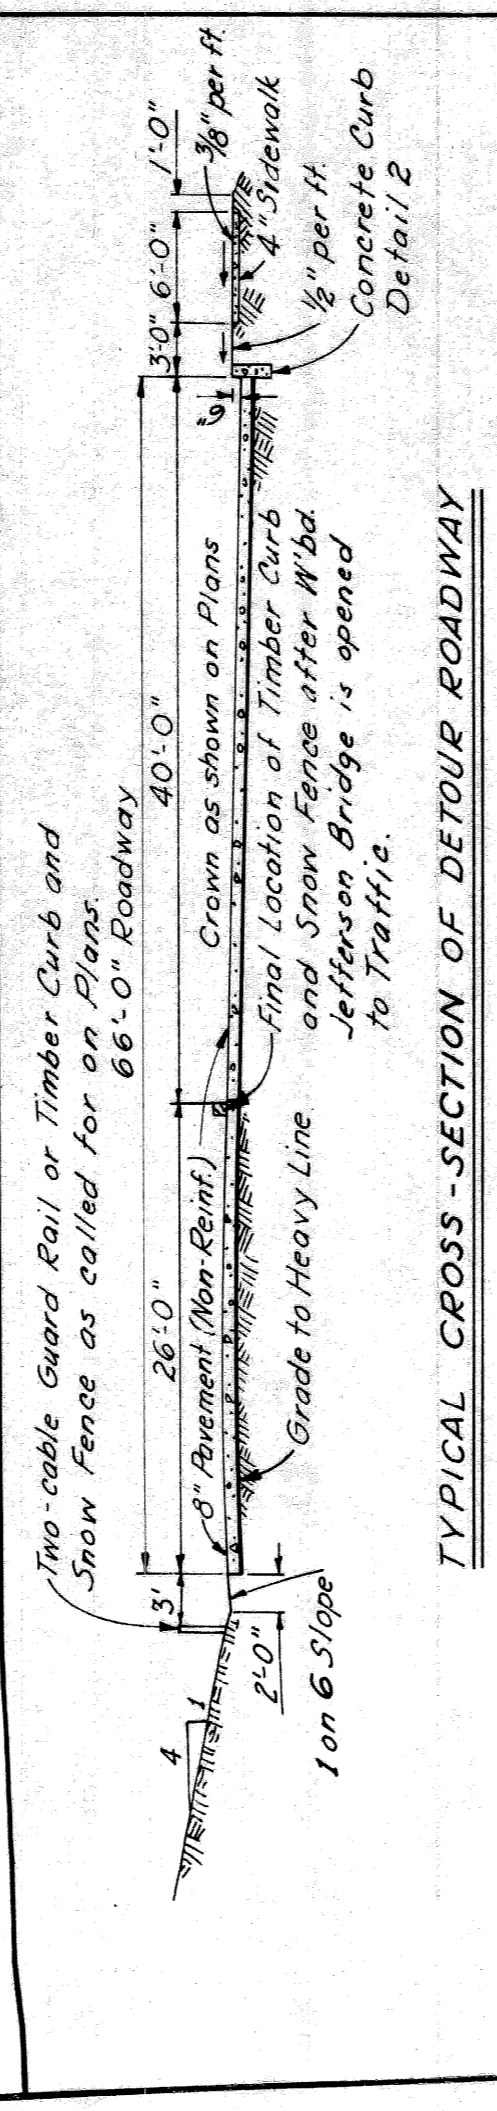 Two-cable Guard Rail or Timber Curb and
Snow Fence as called for on Plans.
66'-0" Roadway
3'
26'-0"
40'-0"
3'-0"
6'-0"
1'-0"
4
1
8" Pavement (Non-Reinf.)
Crown as shown on Plans
6"
3/8" per ft.
4" Sidewalk
1/2" per ft.
Concrete Curb
Detail 2
2'-0"
1 on 6 Slope
Grade to Heavy Line
Final Location of Timber Curb
and Snow Fence after W'bd.
Jefferson Bridge is opened
to Traffic.
TYPICAL CROSS-SECTION OF DETOUR ROADWAY